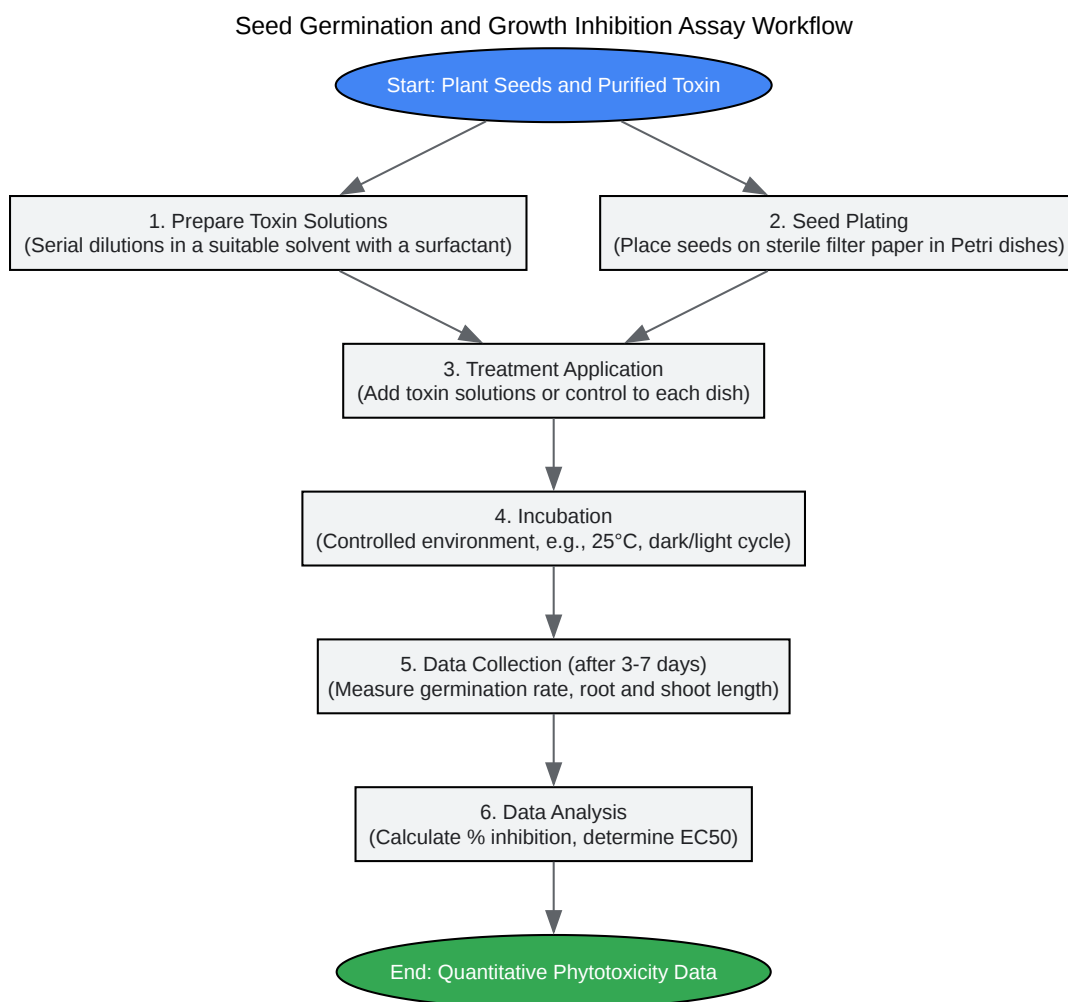 Seed Germination and Growth Inhibition Assay Workflow
Start: Plant Seeds and Purified Toxin
1. Prepare Toxin Solutions
(Serial dilutions in a suitable solvent with a surfactant)
2. Seed Plating
(Place seeds on sterile filter paper in Petri dishes)
3. Treatment Application
(Add toxin solutions or control to each dish)
4. Incubation
(Controlled environment, e.g., 25°C, dark/light cycle)
5. Data Collection (after 3-7 days)
(Measure germination rate, root and shoot length)
6. Data Analysis
(Calculate % inhibition, determine EC50)
End: Quantitative Phytotoxicity Data